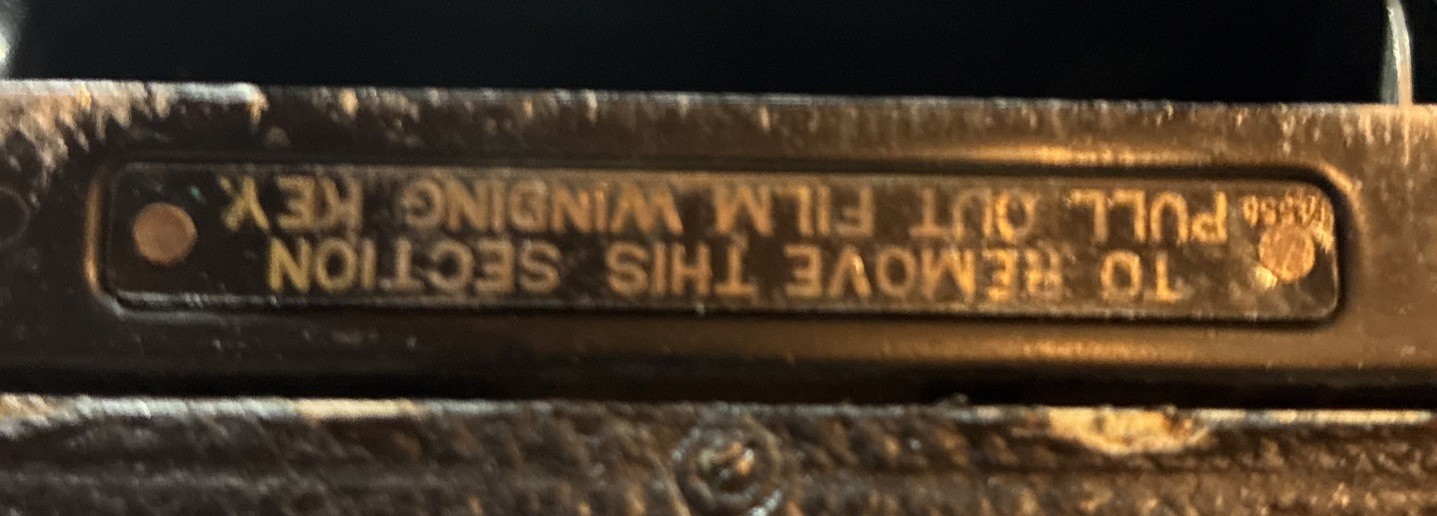 TO REMOVE THIS SECTION
PULL OUT FILM WINDING KEY.